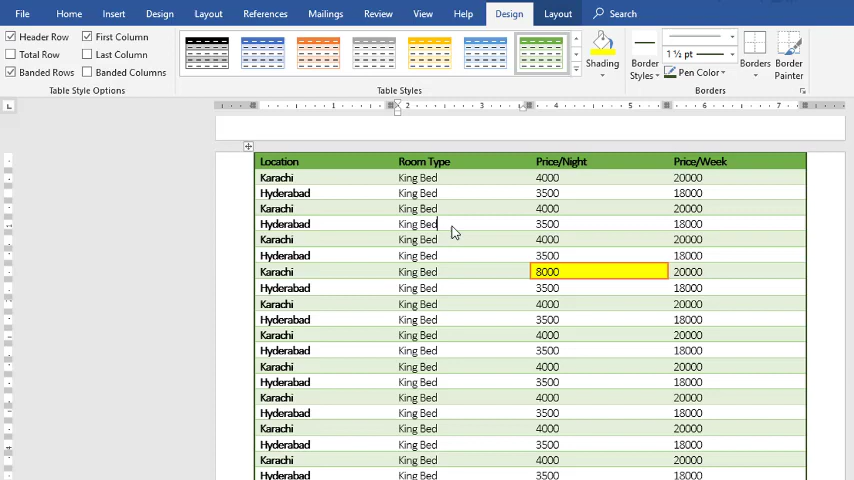 File Home Insert Design Layout References Mailings Review View Help Design Layout Search
Header Row First Column
Total Row Last Column
Banded Rows Banded Columns
Table Style Options
Table Styles
Shading
Border Styles
1 ½ pt
Pen Color
Borders
Border Painter
Borders
1 2 3 4 5 6 7
Location Room Type Price/Night Price/Week
Karachi King Bed 4000 20000
Hyderabad King Bed 3500 18000
Karachi King Bed 4000 20000
Hyderabad King Bed 3500 18000
Karachi King Bed 4000 20000
Hyderabad King Bed 3500 18000
Karachi King Bed 8000 20000
Hyderabad King Bed 3500 18000
Karachi King Bed 4000 20000
Hyderabad King Bed 3500 18000
Karachi King Bed 4000 20000
Hyderabad King Bed 3500 18000
Karachi King Bed 4000 20000
Hyderabad King Bed 3500 18000
Karachi King Bed 4000 20000
Hyderabad King Bed 3500 18000
Karachi King Bed 4000 20000
Hyderabad King Bed 3500 18000
Karachi King Bed 4000 20000
Hyderabad King Bed 3500 18000